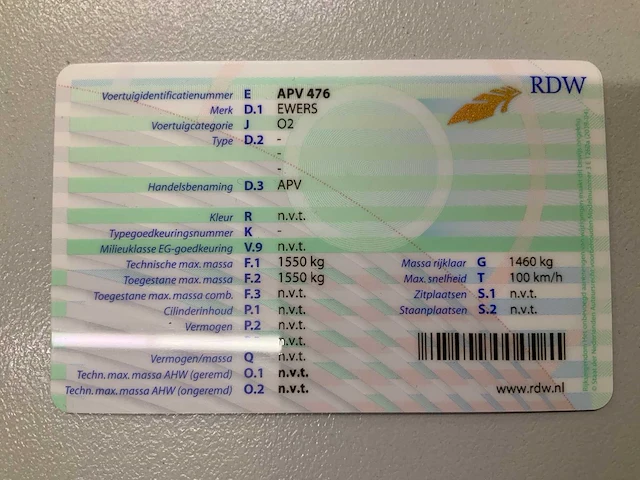 RDW
Voertuigidentificatienummer E APV 476
Merk D.1 EWERS
Voertuigcategorie J O2
Type D.2 -
-
-
Handelsbenaming D.3 APV
Kleur R n.v.t.
Typegoedkeuringsnummer K -
Milieuklasse EG-goedkeuring V.9 n.v.t.
Technische max. massa F.1 1550 kg
Massa rijklaar G 1460 kg
Toegestane max. massa F.2 1550 kg
Max. snelheid T 100 km/h
Toegestane max. massa comb. F.3 n.v.t.
Zitplaatsen S.1 n.v.t.
Cilinderinhoud P.1 n.v.t.
Staanplaatsen S.2 n.v.t.
Vermogen P.2 n.v.t.
n.v.t.
Vermogen/massa Q n.v.t.
Techn. max. massa AHW (geremd) O.1 n.v.t.
Techn. max. massa AHW (ongeremd) O.2 n.v.t.
www.rdw.nl